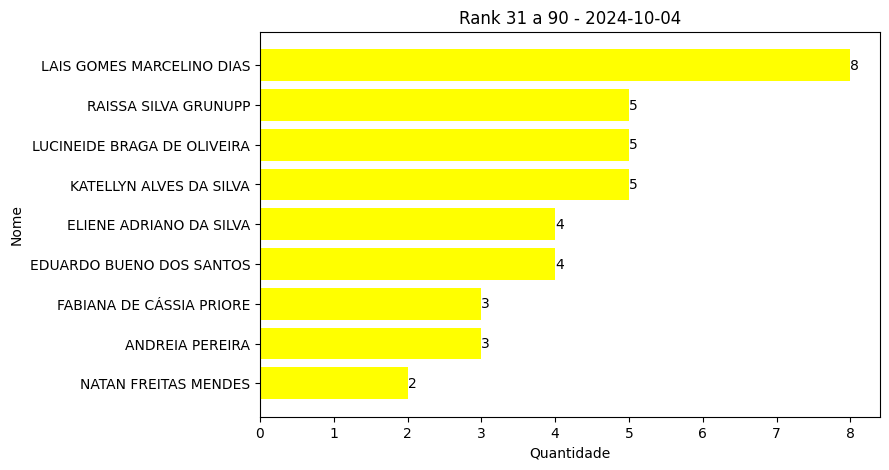 Rank 31 a 90 - 2024-10-04
Nome
LAIS GOMES MARCELINO DIAS 8
RAISSA SILVA GRUNUPP 5
LUCINEIDE BRAGA DE OLIVEIRA 5
KATELLYN ALVES DA SILVA 5
ELIENE ADRIANO DA SILVA 4
EDUARDO BUENO DOS SANTOS 4
FABIANA DE CÁSSIA PRIORE 3
ANDREIA PEREIRA 3
NATAN FREITAS MENDES 2
0 1 2 3 4 5 6 7 8
Quantidade